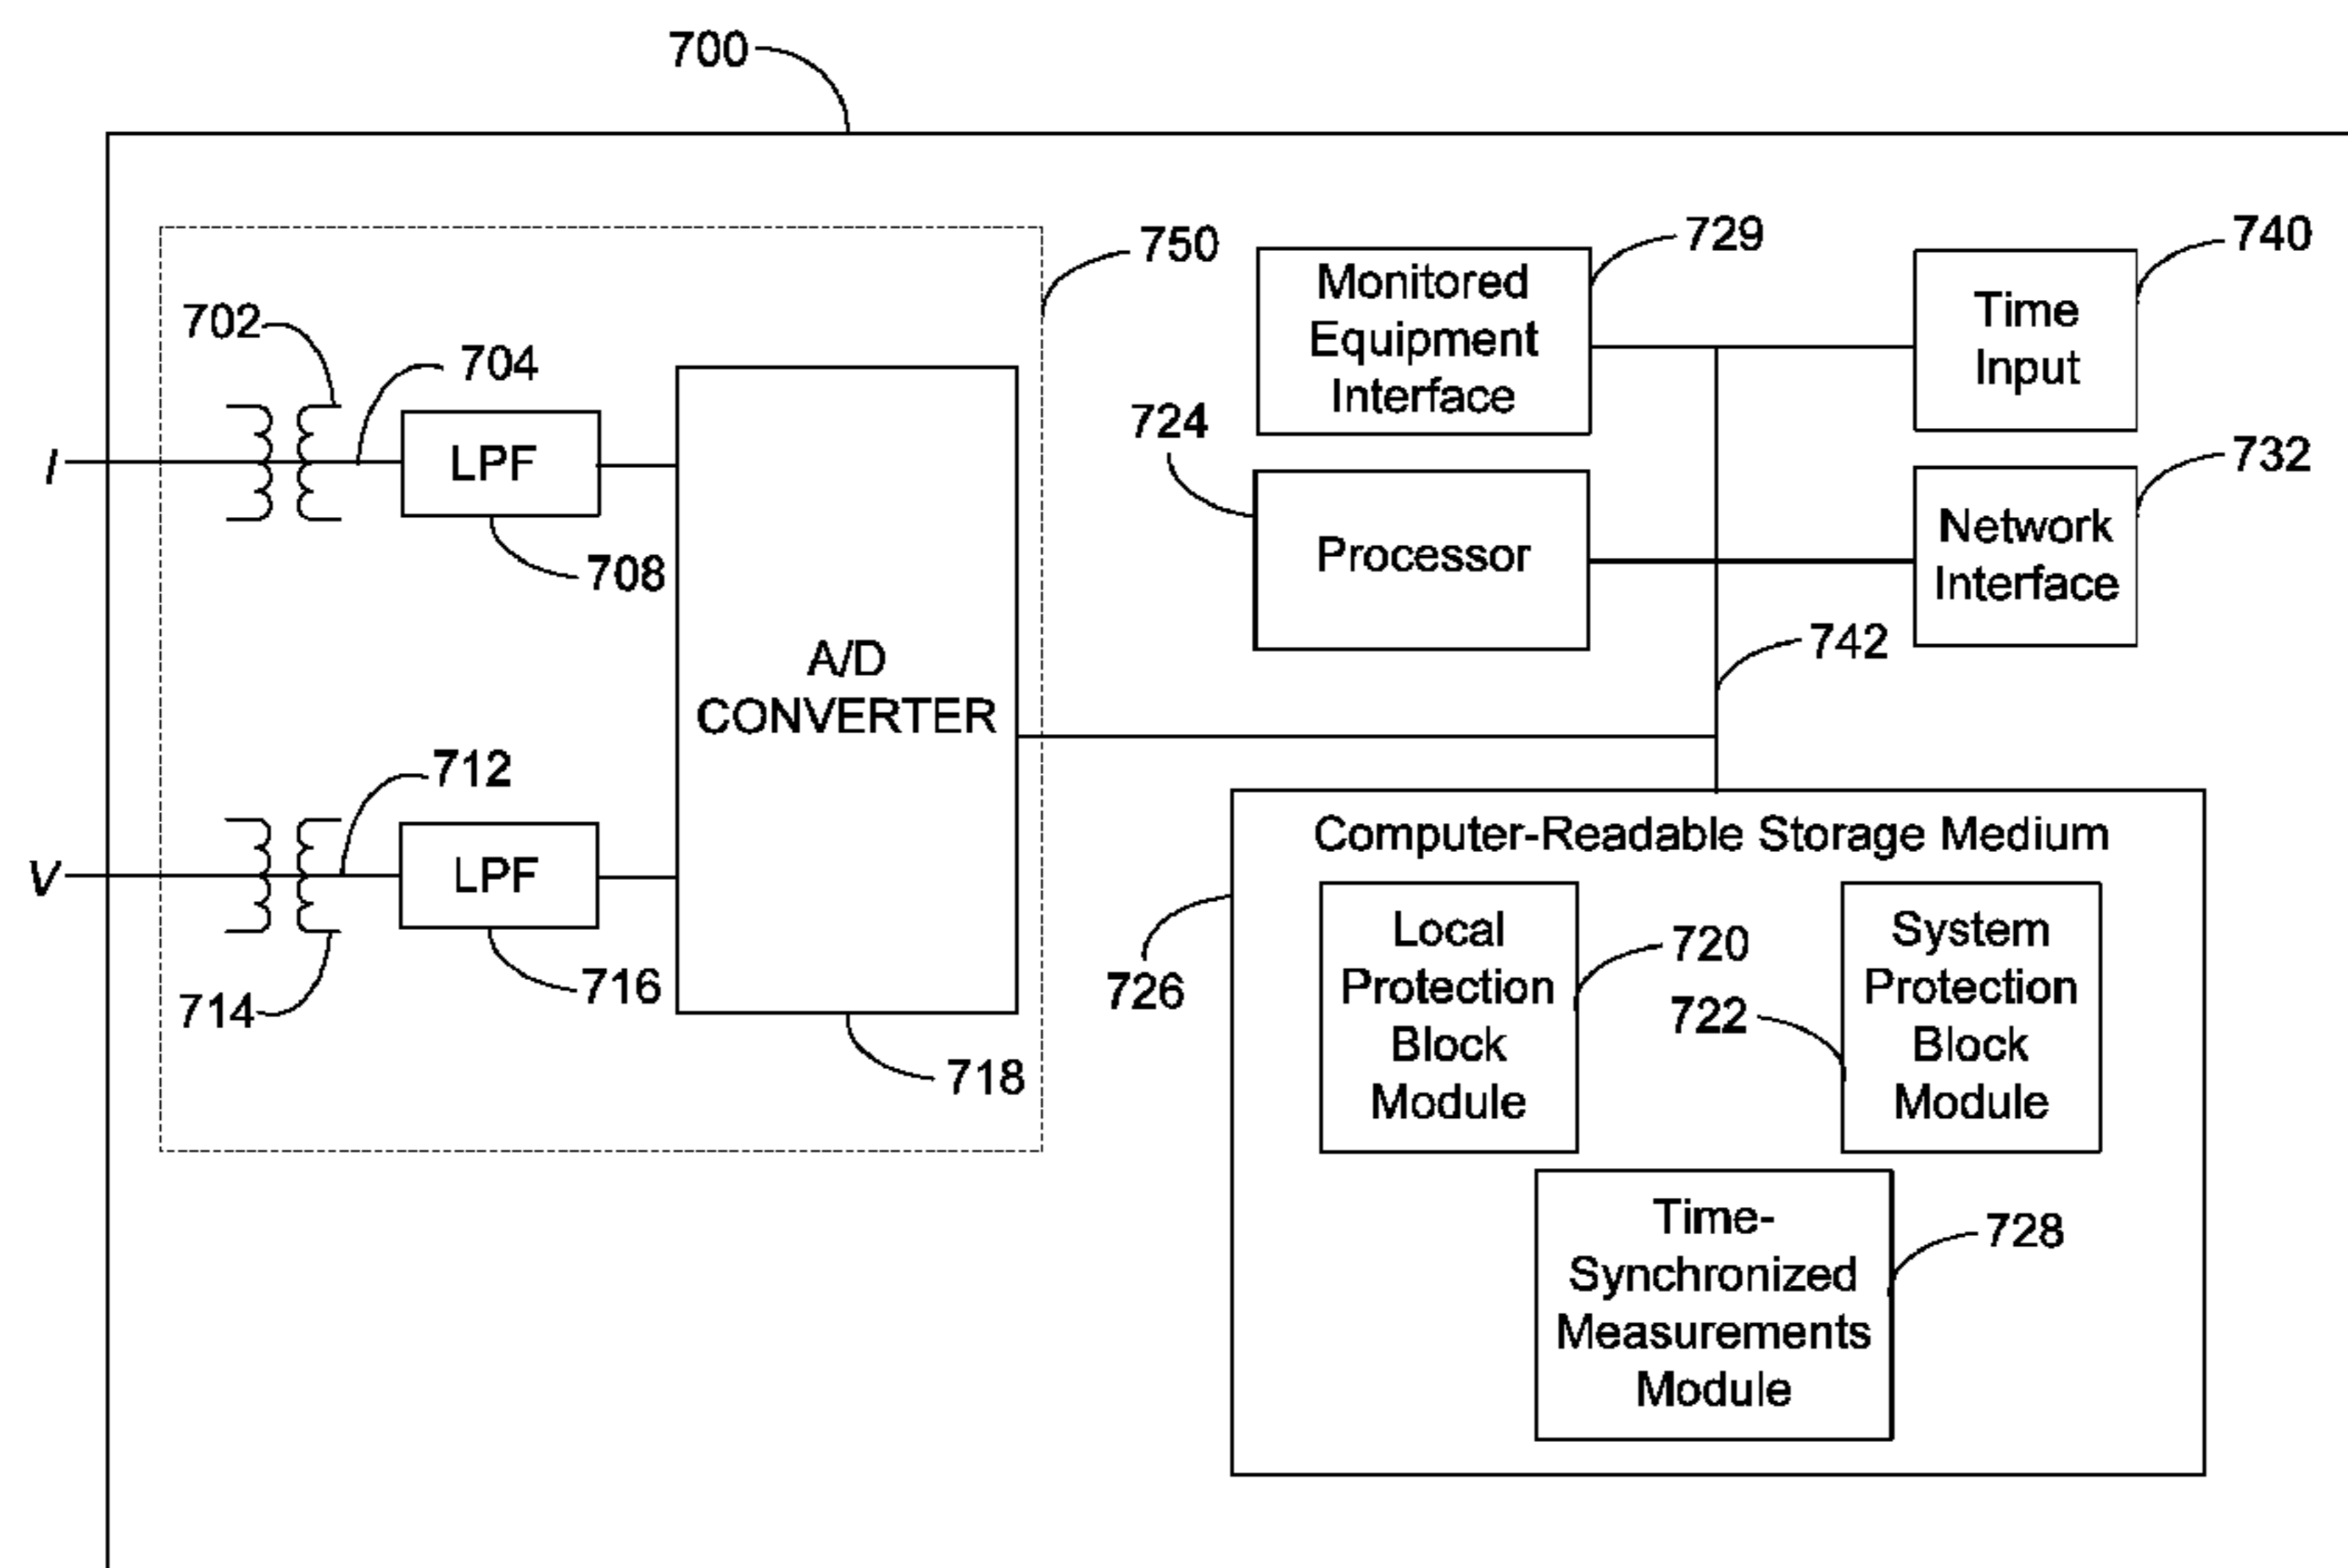 700
750
729
740
Monitored
Equipment
Interface
Time
Input
702
704
724
732
I
LPF
708
Processor
Network
Interface
742
A/D
CONVERTER
712
V
LPF
716
714
718
Computer-Readable Storage Medium
726
Local
Protection
Block
Module
720
722
System
Protection
Block
Module
Time-
Synchronized
Measurements
Module
728